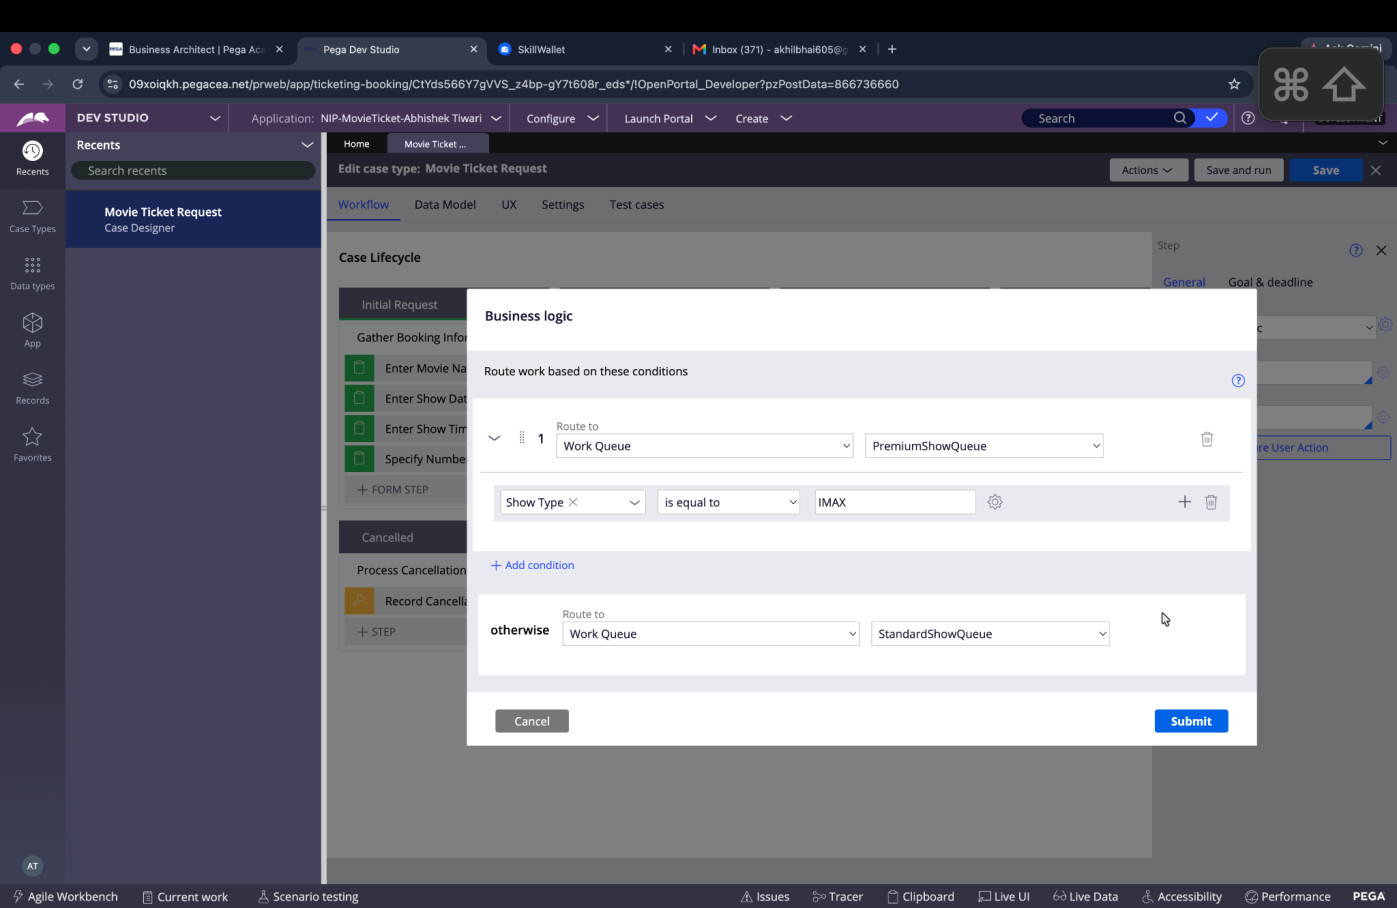 Business Architect | Pega Aca
Pega Dev Studio
SkillWallet
Inbox (371) - akhilbhai605@g
09xoiqkh.pegacea.net/prweb/app/ticketing-booking/CtYds566Y7gVVS_z4bp-gY7t608r_eds*/!OpenPortal_Developer?pzPostData=866736660
DEV STUDIO
Application: NIP-MovieTicket-Abhishek Tiwari
Configure
Launch Portal
Create
Search
Recents
Search recents
Movie Ticket Request
Case Designer
Recents
Case Types
Data types
App
Records
Favorites
AT
Home
Movie Ticket ...
Edit case type: Movie Ticket Request
Actions
Save and run
Save
Workflow
Data Model
UX
Settings
Test cases
Case Lifecycle
Initial Request
Gather Booking Infor
Enter Movie Na
Enter Show Dat
Enter Show Tim
Specify Numbe
+ FORM STEP
Cancelled
Process Cancellation
Record Cancella
+ STEP
Step
General
Goal & deadline
c
re User Action
Business logic
Route work based on these conditions
1
Route to
Work Queue
PremiumShowQueue
Show Type
is equal to
IMAX
+ Add condition
otherwise
Route to
Work Queue
StandardShowQueue
Cancel
Submit
Agile Workbench
Current work
Scenario testing
Issues
Tracer
Clipboard
Live UI
Live Data
Accessibility
Performance
PEGA